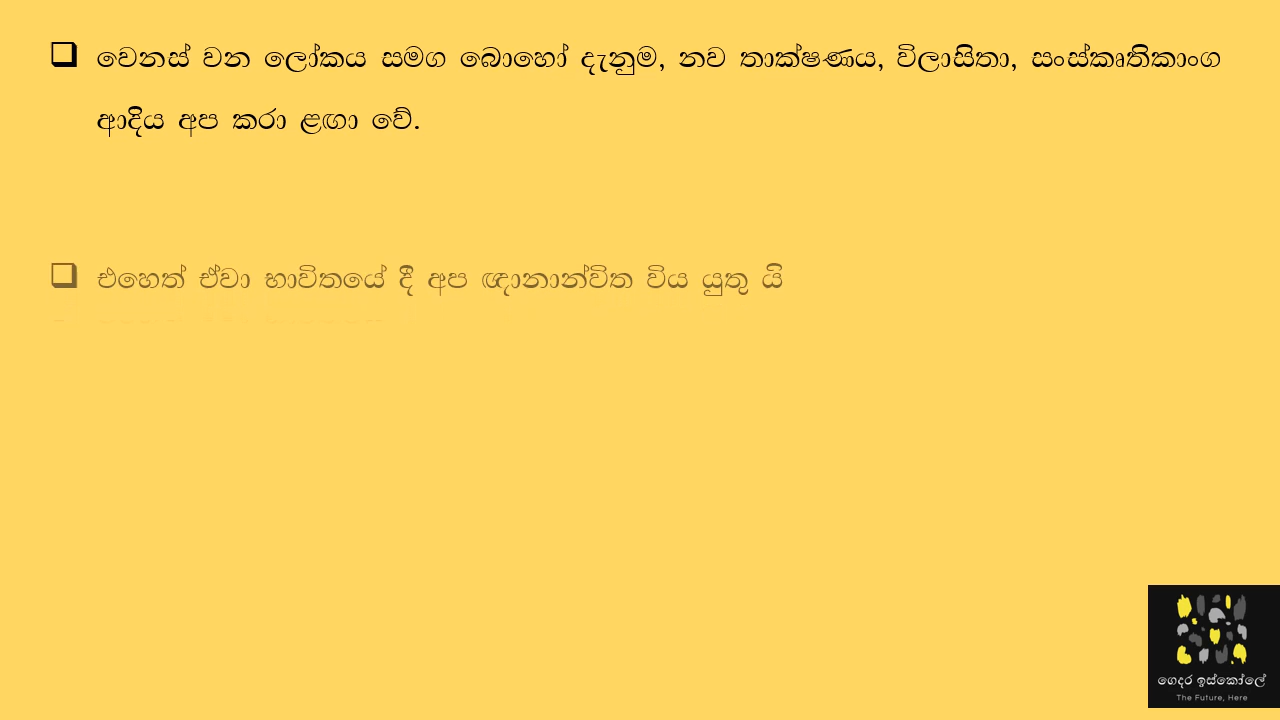 ❑ වෙනස් වන ලෝකය සමග බොහෝ දැනුම, නව තාක්ෂණය, විලාසිතා, සංස්කෘතිකාංග
ආදිය අප කරා ළඟා වේ.
❑ එහෙත් ඒවා භාවිතයේ දී අප ඥානාන්විත විය යුතු යි
ගෙදර ඉස්කෝලේ
The Future, Here